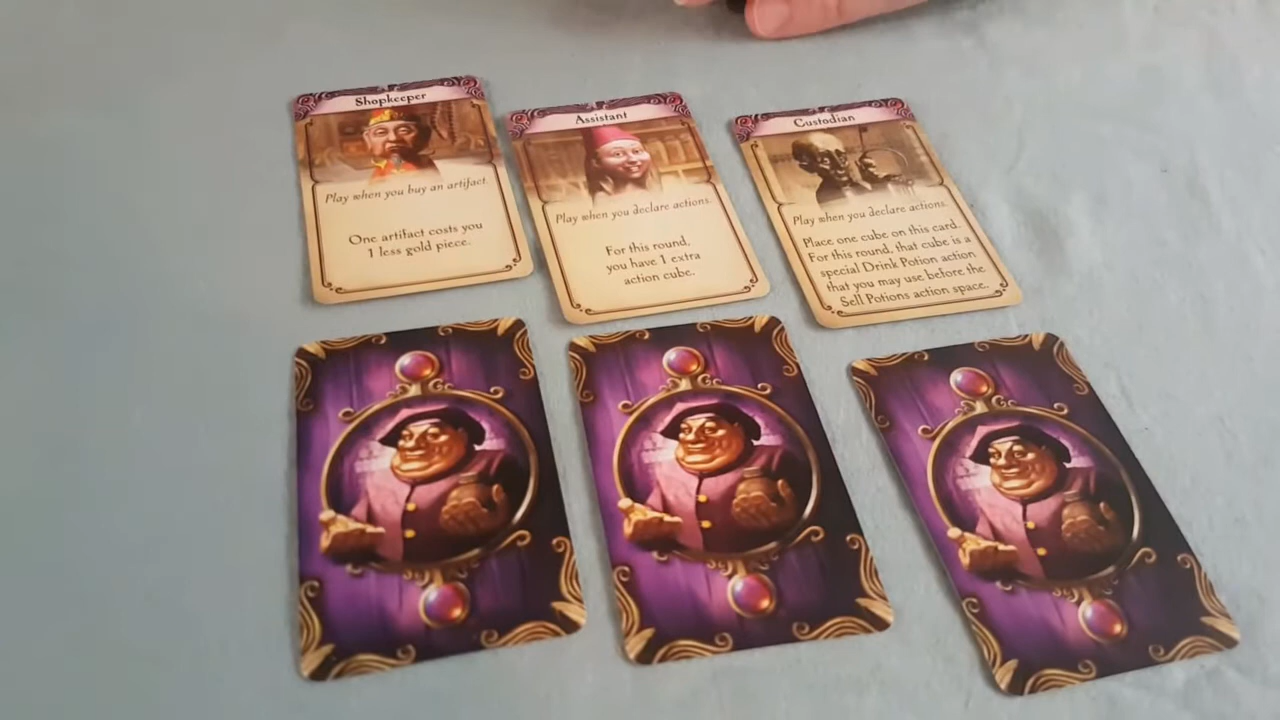 Shopkeeper
Play when you buy an artifact.
One artifact costs you
1 less gold piece.
Assistant
Play when you declare actions.
For this round,
you have 1 extra
action cube.
Custodian
Play when you declare actions.
Place one cube on this card.
For this round, that cube is a
special Drink Potion action
that you may use before the
Sell Potions action space.